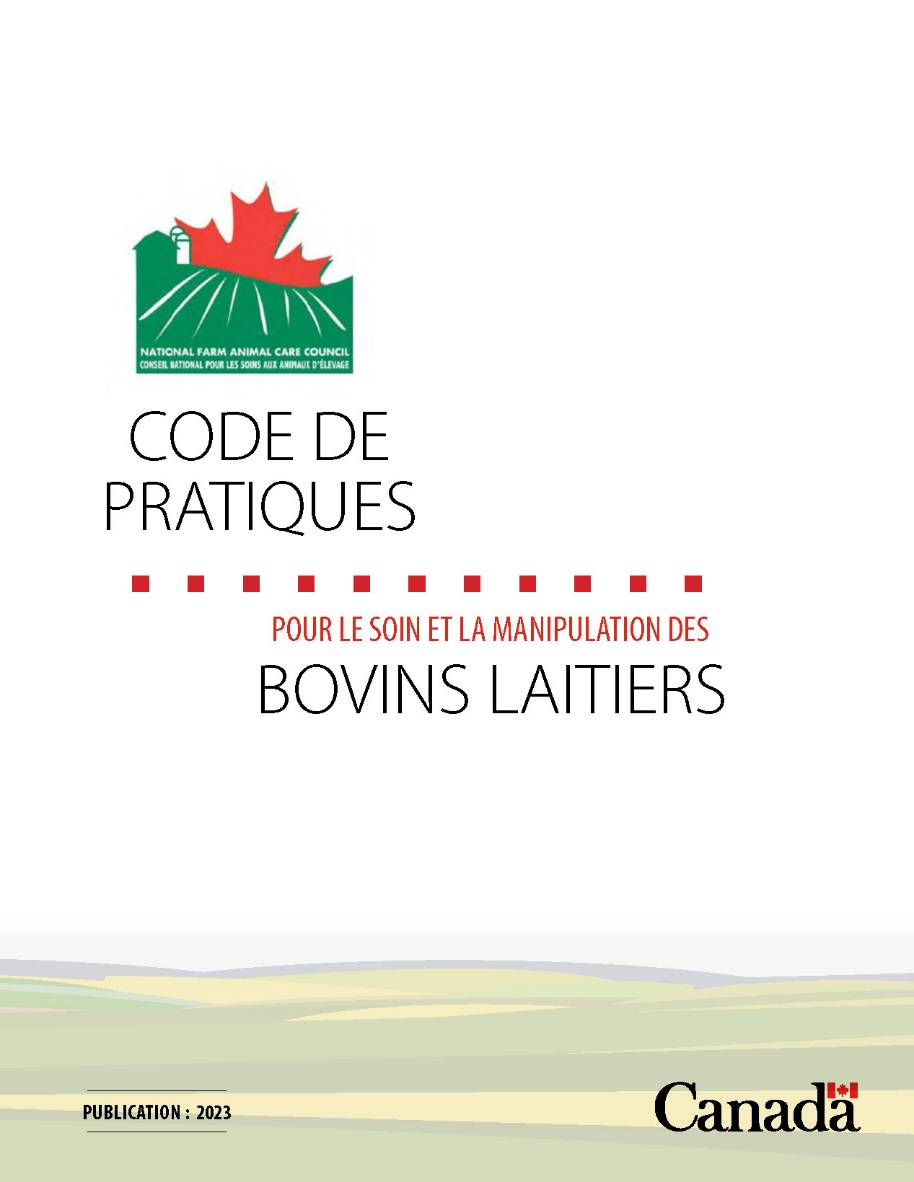 NATIONAL FARM ANIMAL CARE COUNCIL
CONSEIL NATIONAL POUR LES SOINS AUX ANIMAUX D'ÉLEVAGE
CODE DE
PRATIQUES
POUR LE SOIN ET LA MANIPULATION DES
BOVINS LAITIERS
PUBLICATION : 2023
Canada